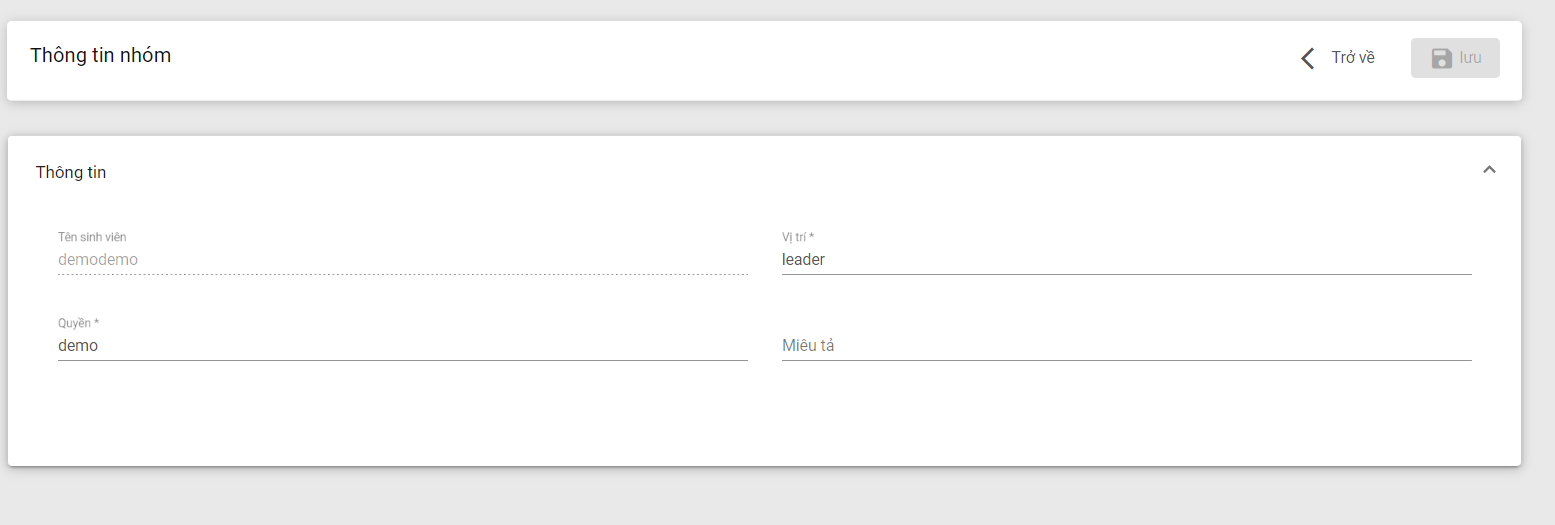 Thông tin nhóm
Trở về
lưu
Thông tin
Tên sinh viên
demodemo
Vị trí *
leader
Quyền *
demo
Miêu tả